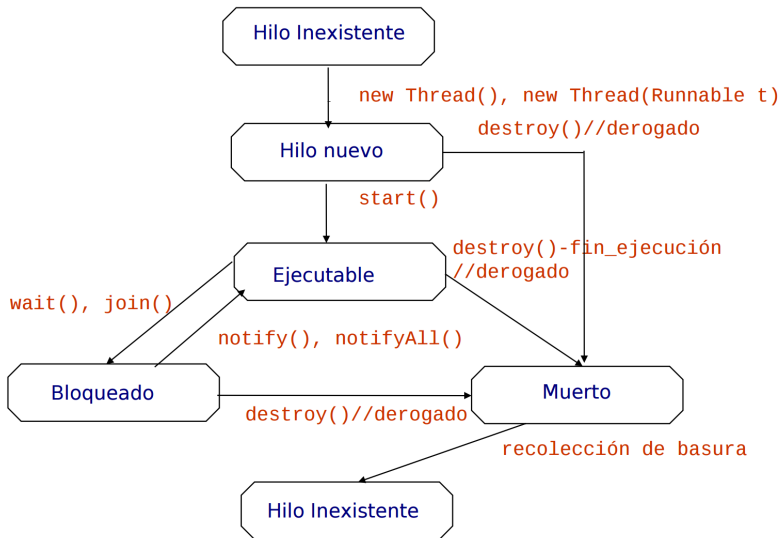 Hilo Inexistente
new Thread(), new Thread(Runnable t)
destroy()//derogado
Hilo nuevo
start()
destroy()-fin_ejecución
//derogado
Ejecutable
wait(), join()
notify(), notifyAll()
Bloqueado
Muerto
destroy()//derogado
recolección de basura
Hilo Inexistente